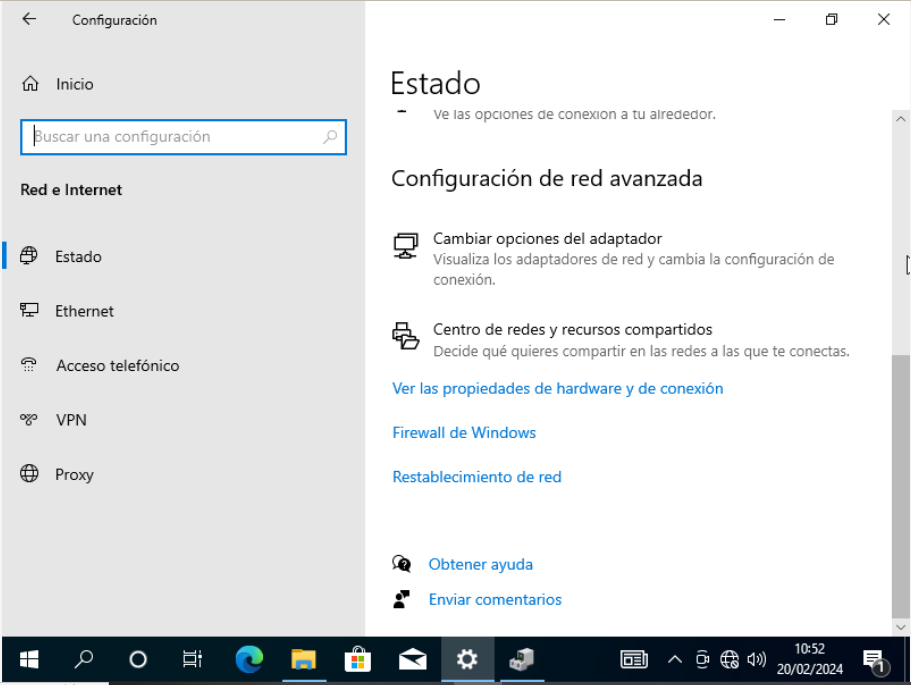 Configuración
Inicio
Buscar una configuración
Red e Internet
Estado
Ethernet
Acceso telefónico
VPN
Proxy
Estado
Ve las opciones de conexión a tu alrededor.
Configuración de red avanzada
Cambiar opciones del adaptador
Visualiza los adaptadores de red y cambia la configuración de
conexión.
Centro de redes y recursos compartidos
Decide qué quieres compartir en las redes a las que te conectas.
Ver las propiedades de hardware y de conexión
Firewall de Windows
Restablecimiento de red
Obtener ayuda
Enviar comentarios
10:52
20/02/2024
1